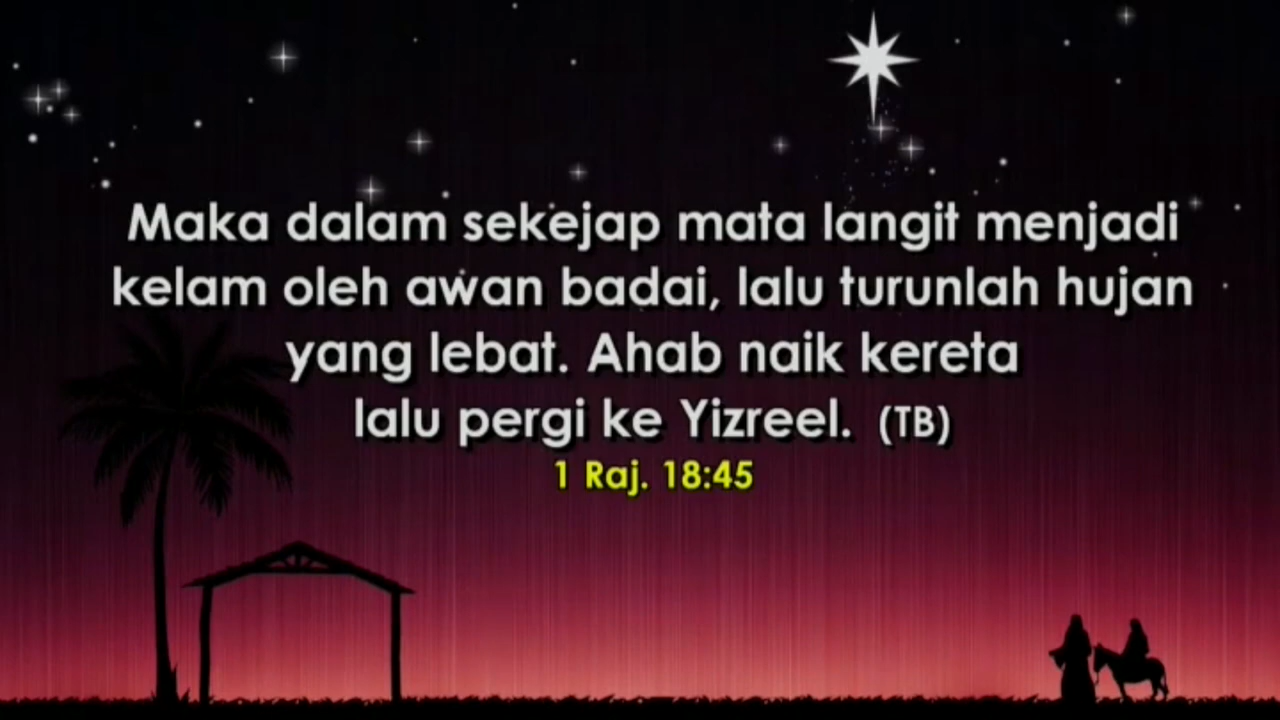 Maka dalam sekejap mata langit menjadi
kelam oleh awan badai, lalu turunlah hujan
yang lebat. Ahab naik kereta
lalu pergi ke Yizreel. (TB)
1 Raj. 18:45